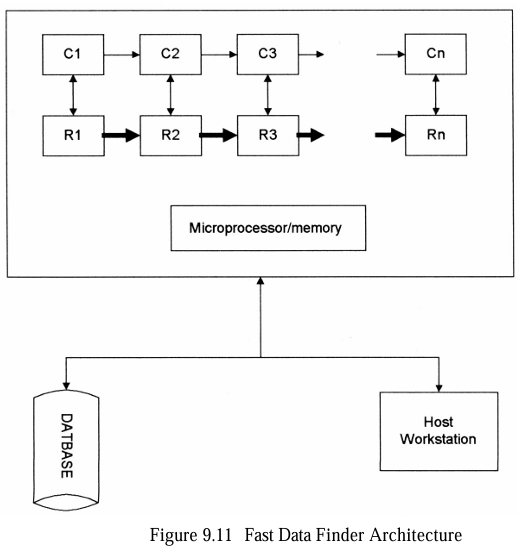 C1 C2 C3 Cn
R1 R2 R3 Rn
Microprocessor/memory
DATBASE
Host
Workstation
Figure 9.11 Fast Data Finder Architecture